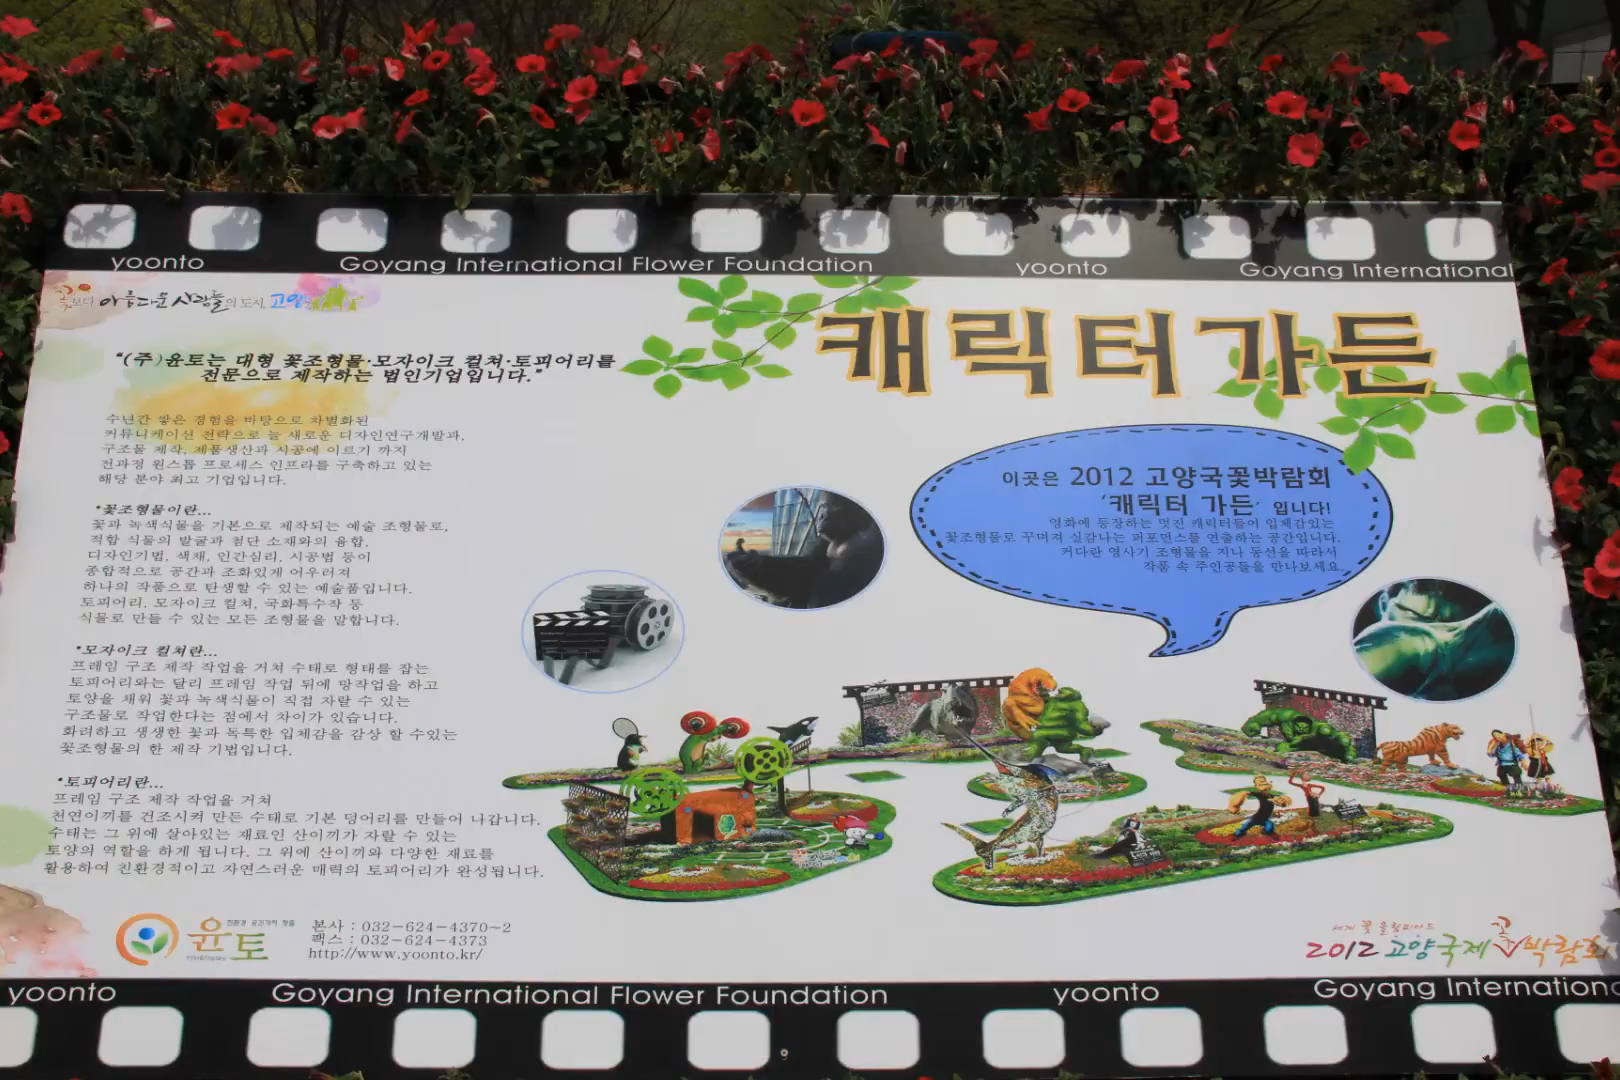 yoonto Goyang International Flower Foundation yoonto Goyang International
꽃보다 아름다운 사람들의 도시, 고양
캐릭터 가든
"(주)윤토는 대형 꽃조형물·모자이크 컬쳐·토피어리를
전문으로 제작하는 법인기업입니다."
수년간 쌓은 경험을 바탕으로 차별화된
커뮤니케이션 전략으로 늘 새로운 디자인연구개발과,
구조물 제작, 제품생산과 시공에 이르기 까지
전과정 원스톱 프로세스 인프라를 구축하고 있는
해당 분야 최고 기업입니다.
*꽃조형물이란...
꽃과 녹색식물을 기본으로 제작되는 예술 조형물로,
적합 식물의 발굴과 첨단 소재와의 융합,
디자인기법, 색채, 인간심리, 시공법 등이
종합적으로 공간과 조화있게 어우러져
하나의 작품으로 탄생할 수 있는 예술품입니다.
토피어리, 모자이크 컬쳐, 국화특수작 등
식물로 만들 수 있는 모든 조형물을 말합니다.
*모자이크 컬쳐란...
프레임 구조 제작 작업을 거쳐 수태로 형태를 잡는
토피어리와는 달리 프레임 작업 뒤에 망작업을 하고
토양을 채워 꽃과 녹색식물이 직접 자랄 수 있는
구조물로 작업한다는 점에서 차이가 있습니다.
화려하고 생생한 꽃과 독특한 입체감을 감상 할 수있는
꽃조형물의 한 제작 기법입니다.
*토피어리란...
프레임 구조 제작 작업을 거쳐
천연이끼를 건조시켜 만든 수태로 기본 덩어리를 만들어 나갑니다.
수태는 그 위에 살아있는 재료인 산이끼가 자랄 수 있는
토양의 역할을 하게 됩니다. 그 위에 산이끼와 다양한 재료를
활용하여 친환경적이고 자연스러운 매력의 토피어리가 완성됩니다.
이곳은 2012 고양국꽃박람회
'캐릭터 가든' 입니다!
영화에 등장하는 멋진 캐릭터들이 입체감있는
꽃조형물로 꾸며져 실감나는 퍼포먼스를 연출하는 공간입니다.
커다란 영사기 조형물을 지나 동선을 따라서
작품 속 주인공들을 만나보세요.
윤토
본사 : 032-624-4370~2
팩스 : 032-624-4373
http://www.yoonto.kr/
세계 꽃 올림피아드
2012 고양국제꽃박람회
yoonto Goyang International Flower Foundation yoonto Goyang International